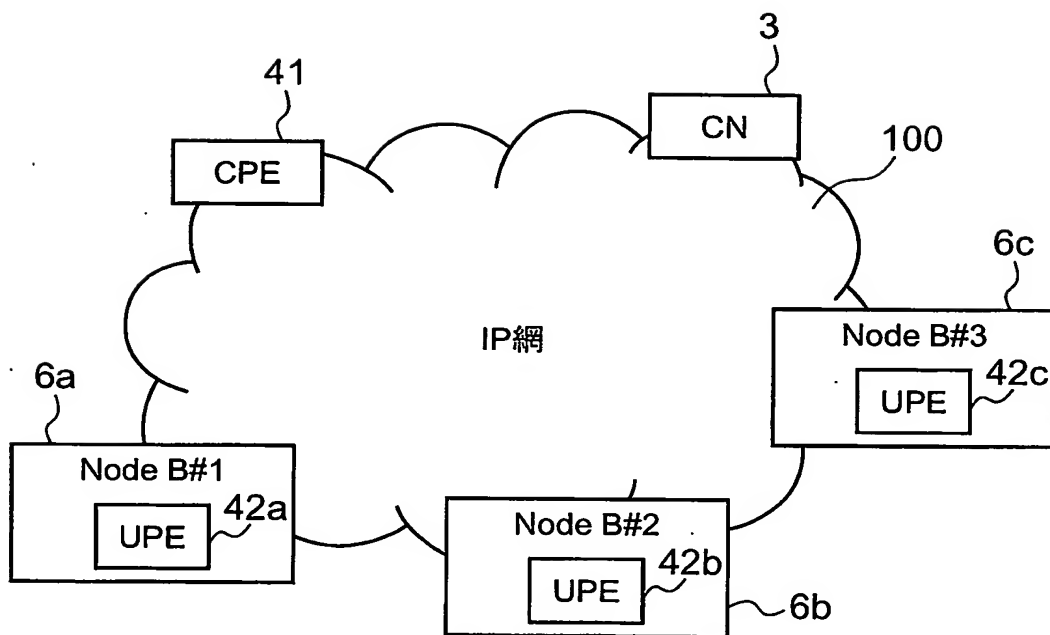 3
41
CN
CPE
100
6c
IP網
Node B#3
6a
42c
UPE
Node B#1
42a
UPE
Node B#2
42b
UPE
6b